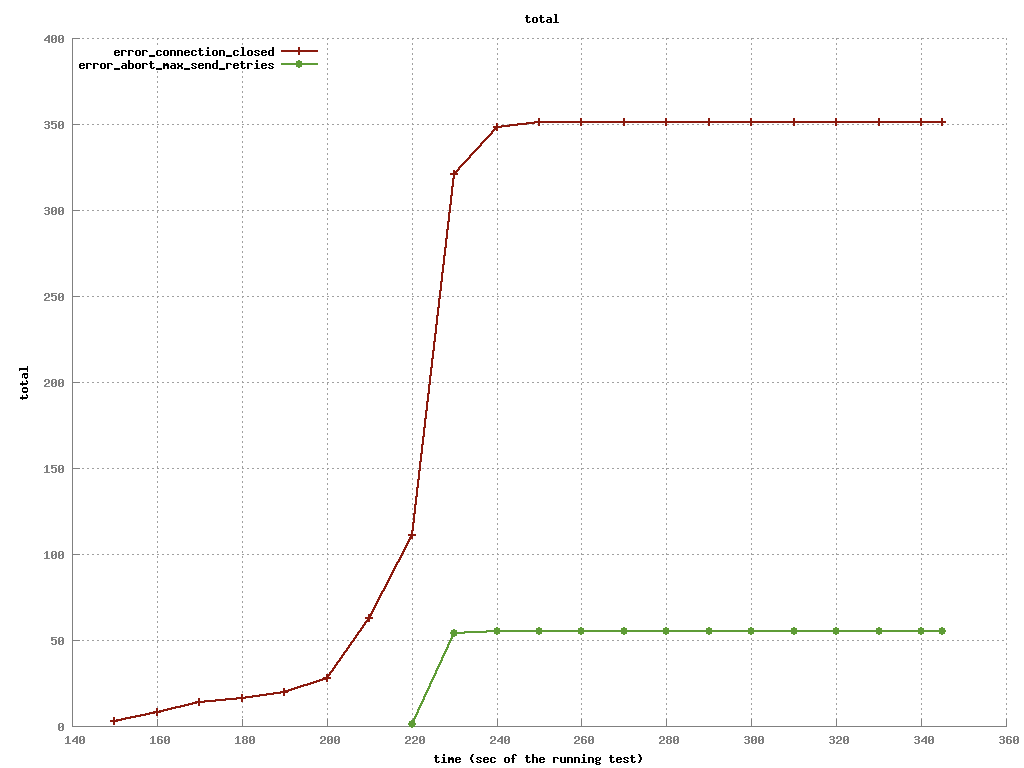 total
error_connection_closed
error_abort_max_send_retries
400
350
300
250
200
150
100
50
0
total
140 160 180 200 220 240 260 280 300 320 340 360
time (sec of the running test)